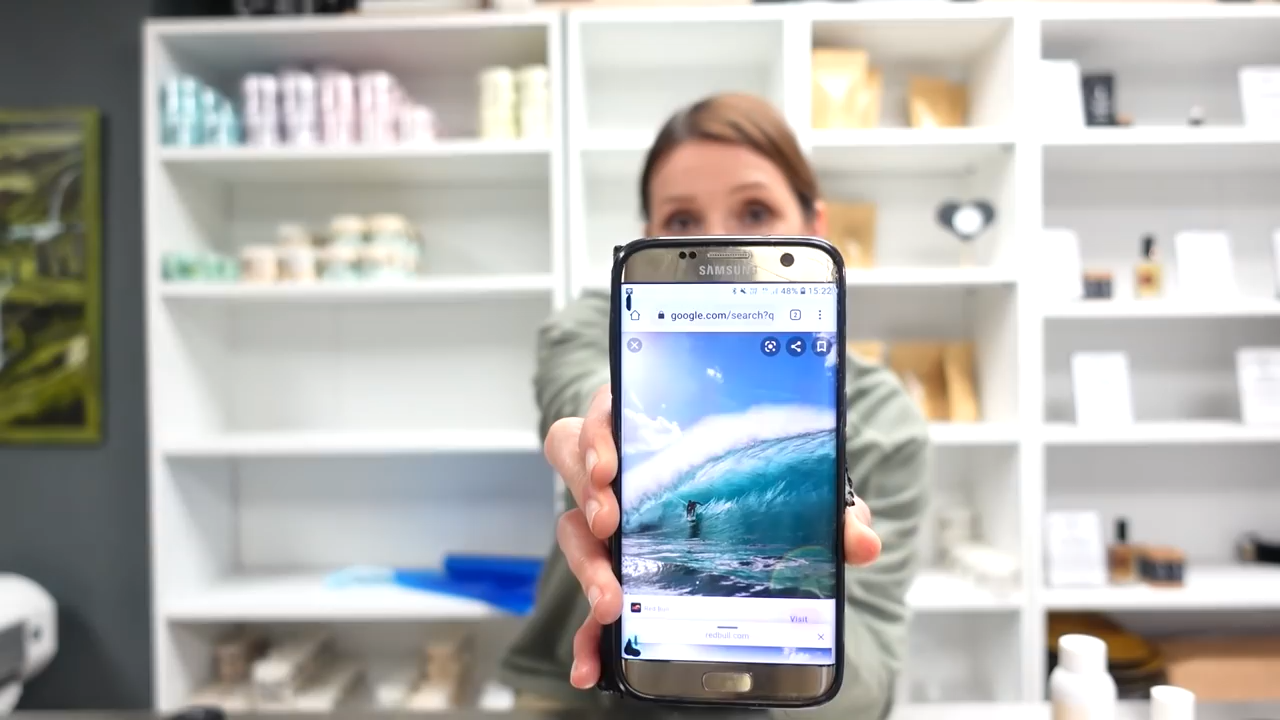 SAMSUNG
48% 15:22
google.com/search?q
2
Red Bull
Visit
redbull.com